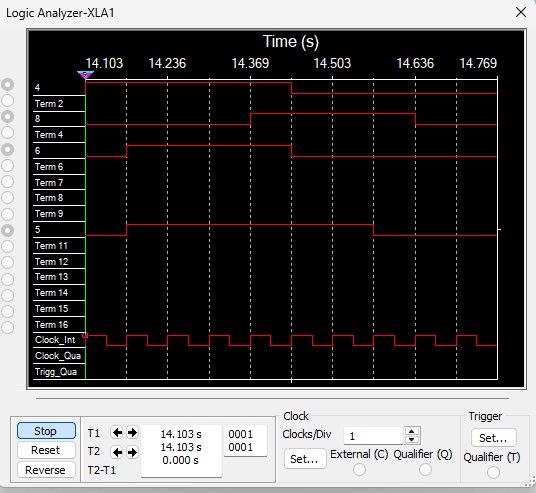 Logic Analyzer-XLA1
Time (s)
14.103 14.236 14.369 14.503 14.636 14.769
4
Term 2
8
Term 4
6
Term 6
Term 7
Term 8
Term 9
5
Term 11
Term 12
Term 13
Term 14
Term 15
Term 16
Clock_Int
Clock_Qua
Trigg_Qua
Stop
Reset
Reverse
T1
T2
T2-T1
14.103 s
14.103 s
0.000 s
0001
0001
Clock
Clocks/Div 1
Set...
External (C) Qualifier (Q)
Trigger
Set...
Qualifier (T)